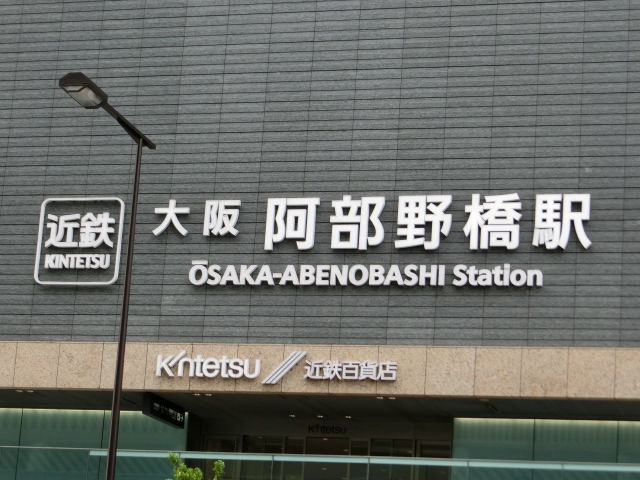 近鉄
KINTETSU
大阪 阿部野橋駅
ŌSAKA-ABENOBASHI Station
Kintetsu 近鉄百貨店
Kintetsu